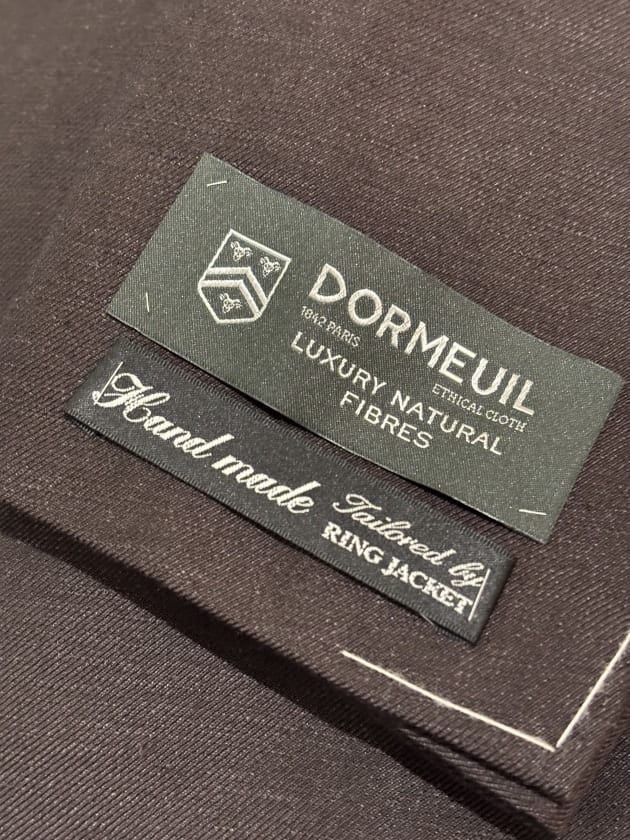 DORMEUIL
1842 PARIS
ETHICAL CLOTH
LUXURY NATURAL
FIBRES
Hand made
Tailored by
RING JACKET